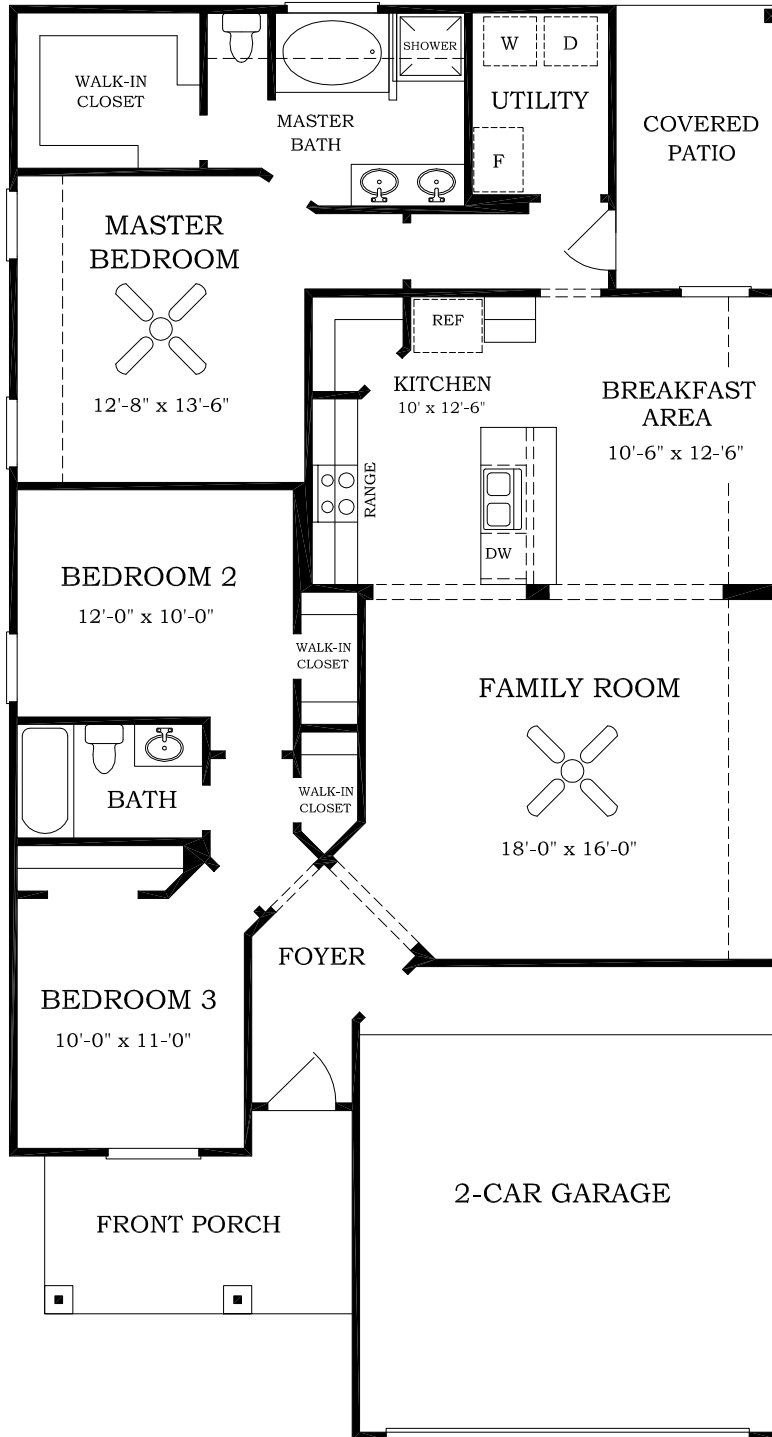 SHOWER
W
D
WALK-IN
CLOSET
UTILITY
MASTER
BATH
COVERED
PATIO
F
MASTER
BEDROOM
12'-8" x 13'-6"
REF
KITCHEN
10' x 12'-6"
BREAKFAST
AREA
10'-6" x 12-'6"
RANGE
DW
BEDROOM 2
12'-0" x 10'-0"
WALK-IN
CLOSET
FAMILY ROOM
18'-0" x 16'-0"
BATH
WALK-IN
CLOSET
FOYER
BEDROOM 3
10'-0" x 11-'0"
2-CAR GARAGE
FRONT PORCH